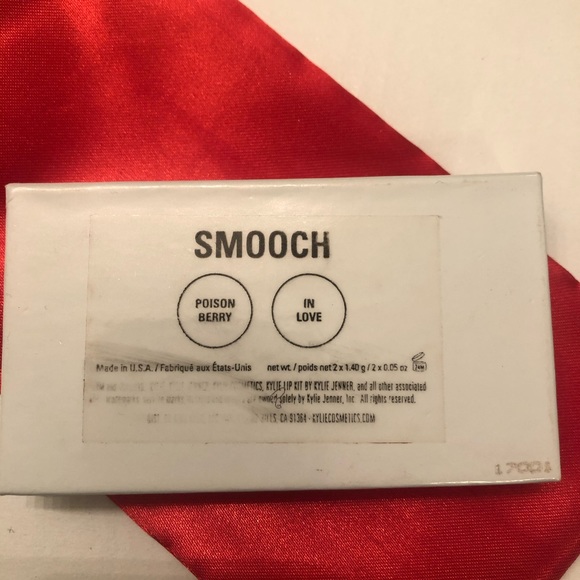 SMOOCH
POISON
BERRY
IN
LOVE
Made in U.S.A. / Fabriqué aux États-Unis net wt. / poids net 2 x 1.40 g / 2 x 0.05 oz 24M
KYLIE LIP KIT BY KYLIE JENNER, and all other associated
solely by Kylie Jenner, Inc. All rights reserved.
CA 91364 - KYLIECOSMETICS.COM
17001